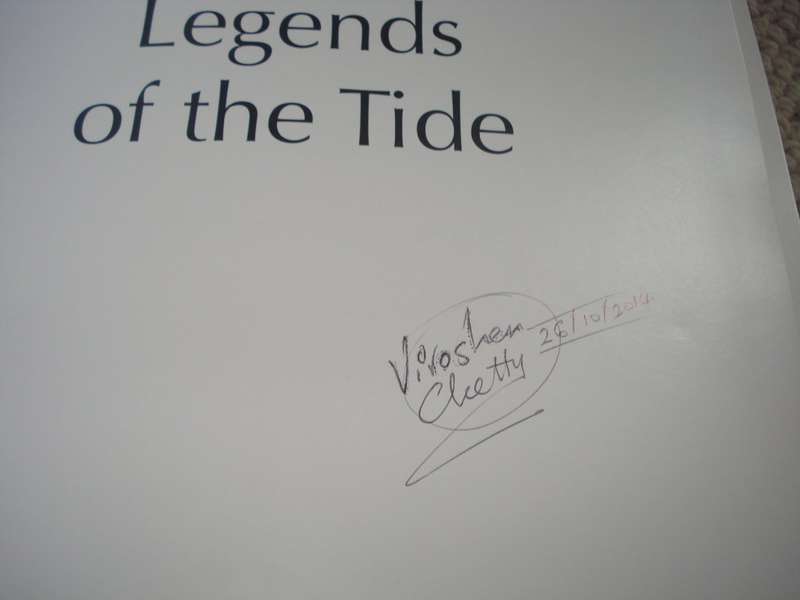 Legends
of the Tide
Viroshen
Chetty
26/10/2014